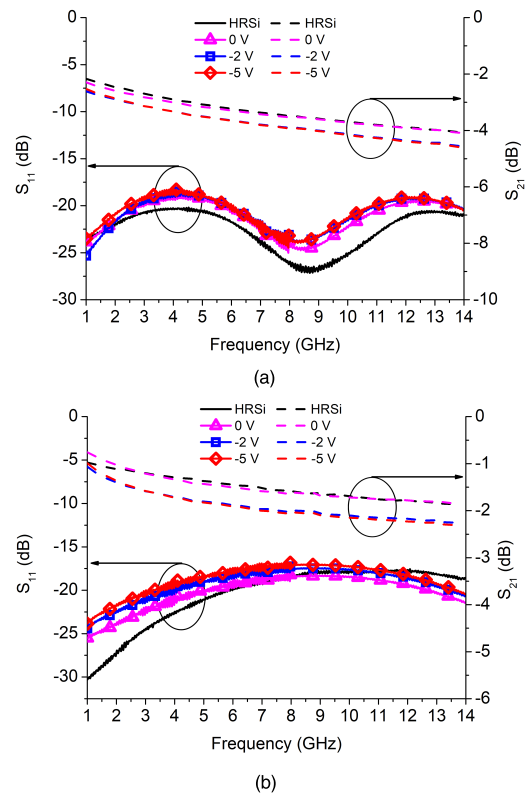 HRSi HRSi
0 V 0 V
-2 V -2 V
-5 V -5 V
0
-5
-10
-15
-20
-25
-30
S11 (dB)
0
-2
-4
-6
-8
-10
S21 (dB)
1 2 3 4 5 6 7 8 9 10 11 12 13 14
Frequency (GHz)
(a)
HRSi HRSi
0 V 0 V
-2 V -2 V
-5 V -5 V
0
-5
-10
-15
-20
-25
-30
S11 (dB)
0
-1
-2
-3
-4
-5
-6
S21 (dB)
1 2 3 4 5 6 7 8 9 10 11 12 13 14
Frequency (GHz)
(b)